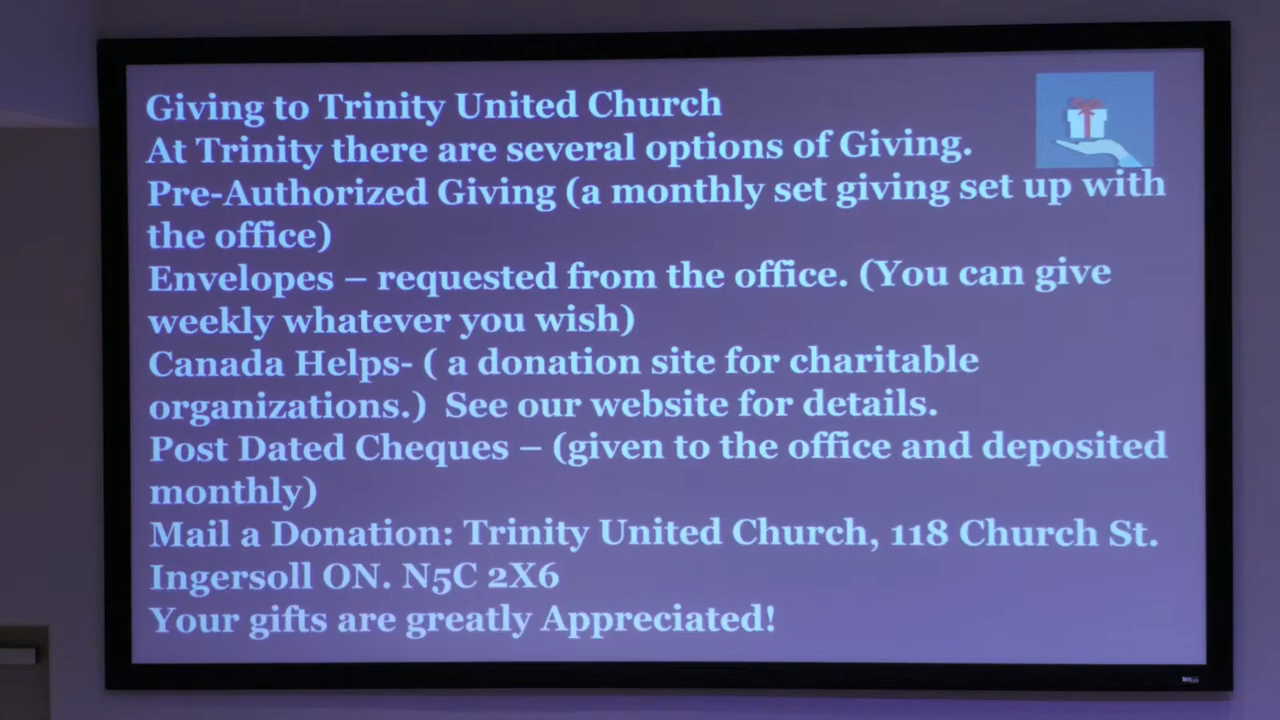 Giving to Trinity United Church
At Trinity there are several options of Giving.
Pre-Authorized Giving (a monthly set giving set up with
the office)
Envelopes – requested from the office. (You can give
weekly whatever you wish)
Canada Helps- ( a donation site for charitable
organizations.)  See our website for details.
Post Dated Cheques – (given to the office and deposited
monthly)
Mail a Donation: Trinity United Church, 118 Church St.
Ingersoll ON. N5C 2X6
Your gifts are greatly Appreciated!